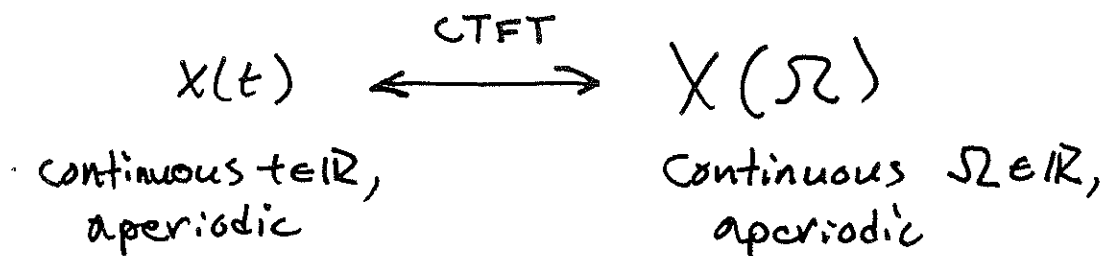 CTFT
x(t) ⟷ X(Ω)
continuous t∈ℝ, continuous Ω∈ℝ,
aperiodic aperiodic